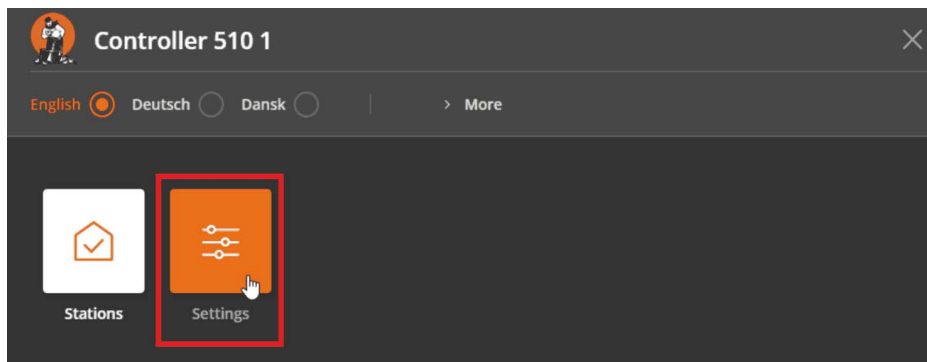 Controller 510 1
English Deutsch Dansk > More
Stations Settings